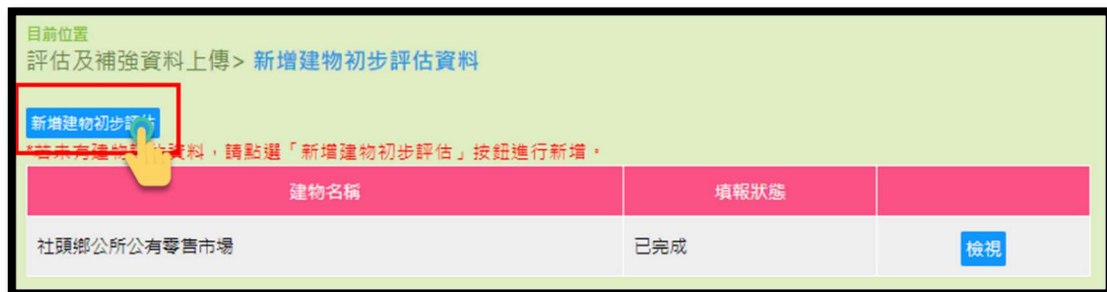 目前位置
評估及補強資料上傳> 新增建物初步評估資料
新增建物初步評估
*若未有建物 資料，請點選「新增建物初步評估」按鈕進行新增。
建物名稱 填報狀態
社頭鄉公所公有零售市場 已完成 檢視